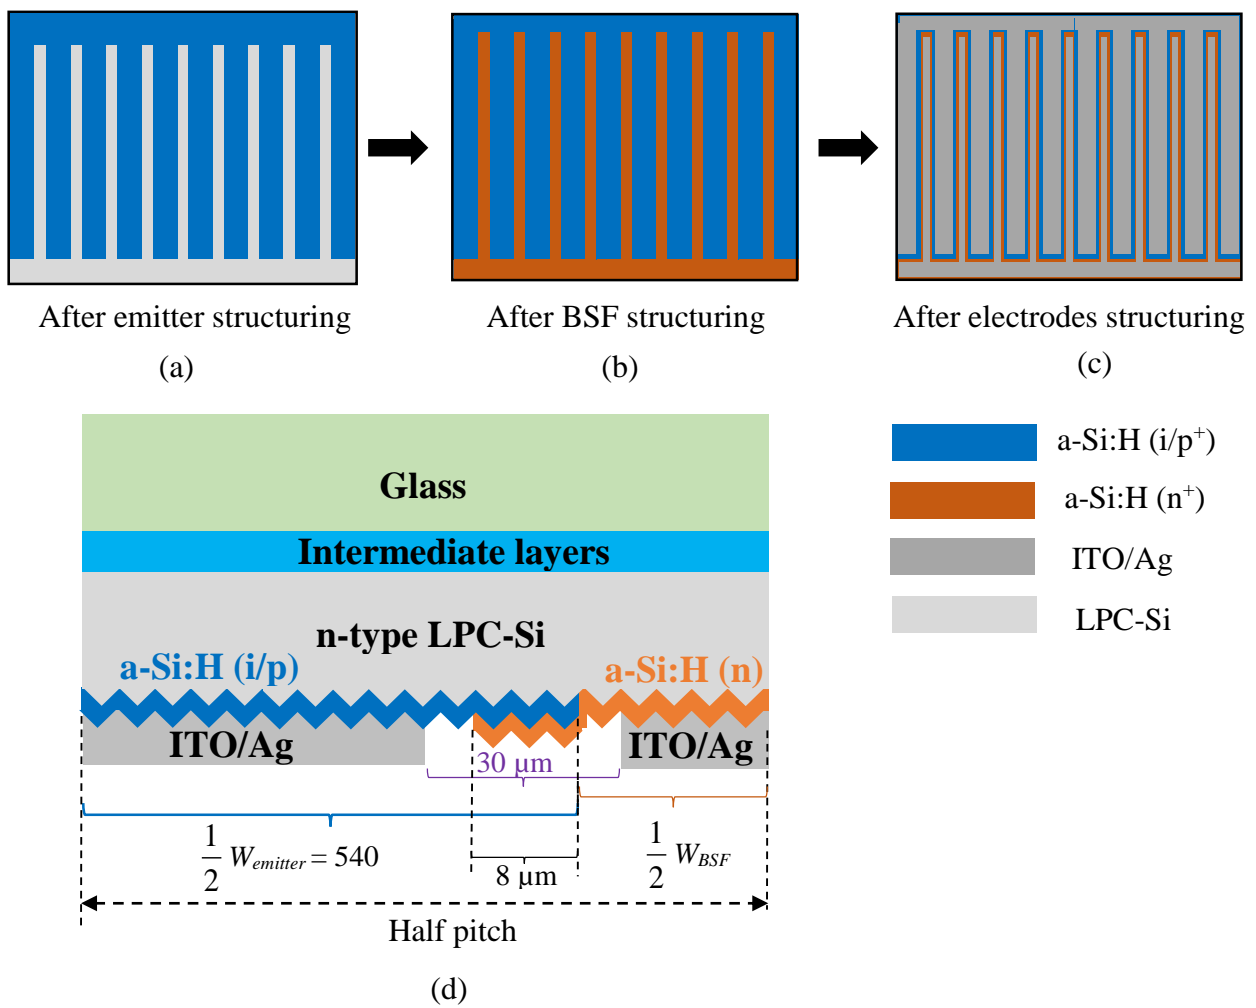 After emitter structuring
(a)
After BSF structuring
(b)
After electrodes structuring
(c)
Glass
Intermediate layers
n-type LPC-Si
a-Si:H (i/p)
a-Si:H (n)
ITO/Ag
ITO/Ag
30 µm
1/2 W_emitter = 540
8 µm
1/2 W_BSF
Half pitch
(d)
a-Si:H (i/p⁺)
a-Si:H (n⁺)
ITO/Ag
LPC-Si